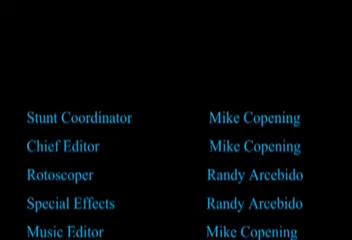 Stunt Coordinator Mike Copening
Chief Editor Mike Copening
Rotoscoper Randy Arcebido
Special Effects Randy Arcebido
Music Editor Mike Copening